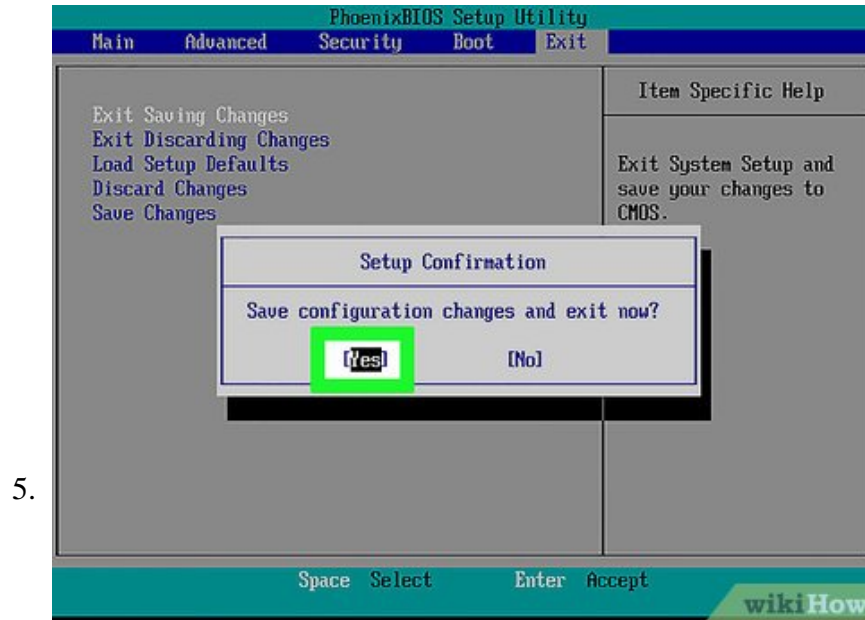 PhoenixBIOS Setup Utility
Main Advanced Security Boot Exit
Item Specific Help
Exit Saving Changes
Exit Discarding Changes
Load Setup Defaults
Discard Changes
Save Changes
Exit System Setup and
save your changes to
CMOS.
Setup Confirmation
Save configuration changes and exit now?
[Yes] [No]
5.
Space Select Enter Accept
wikiHow